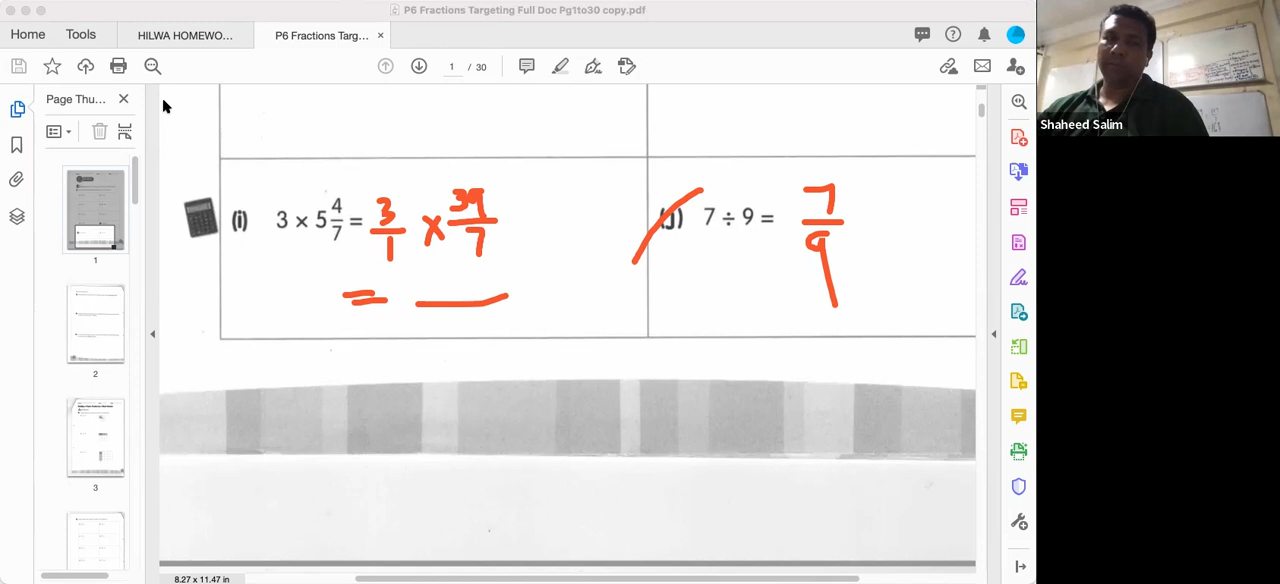 P6 Fractions Targeting Full Doc Pg1to30 copy.pdf
Home Tools HILWA HOMEWO... P6 Fractions Targ... ×
1 / 30
Page Thu... ×
Shaheed Salim
(i) 3 × 5 4/7 = 3/1 × 39/7
= 
(j) 7 ÷ 9 = 7/9
1
2
3
8.27 x 11.47 in